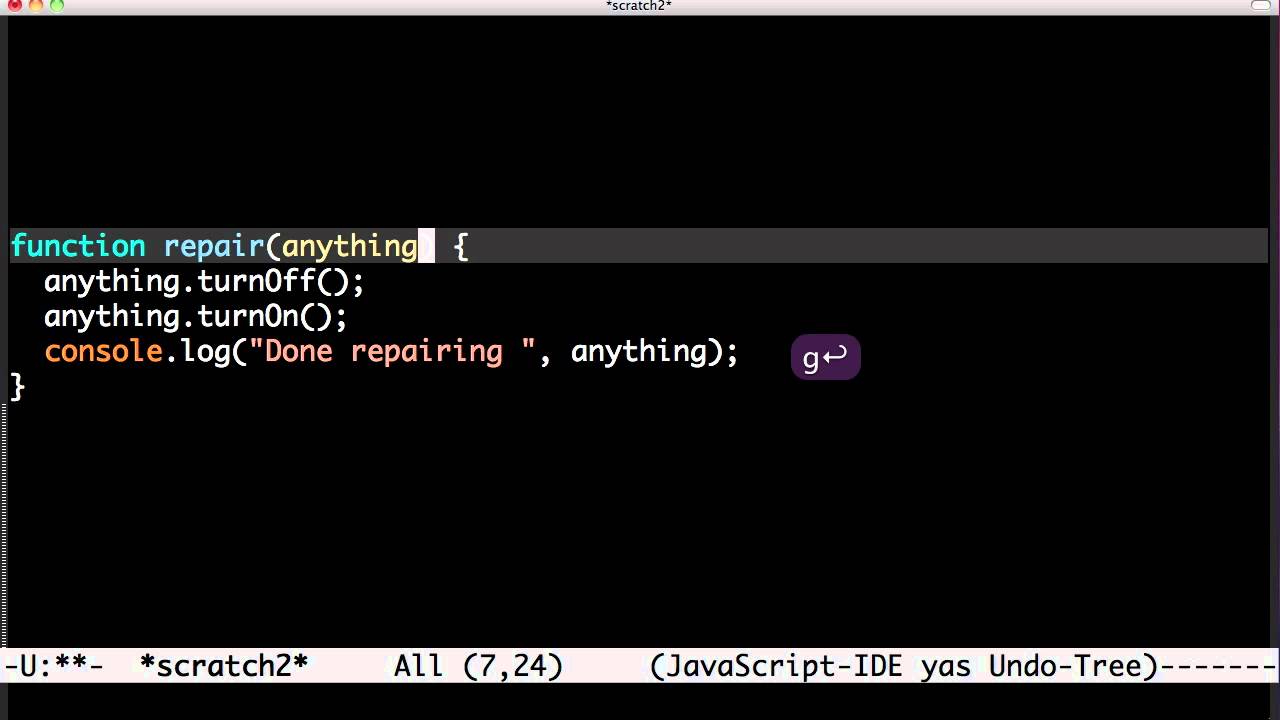 *scratch2*
function repair(anything) {
  anything.turnOff();
  anything.turnOn();
  console.log("Done repairing ", anything);
g↩
}
-U:**-  *scratch2*     All (7,24)     (JavaScript-IDE yas Undo-Tree)-------